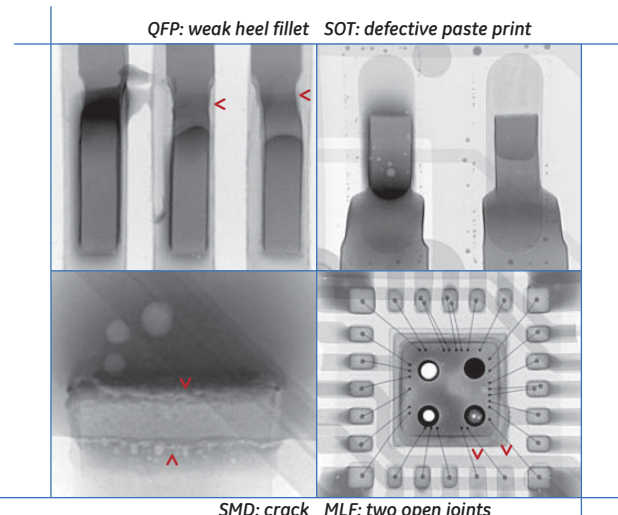 QFP: weak heel fillet
SOT: defective paste print
SMD: crack
MLF: two open joints